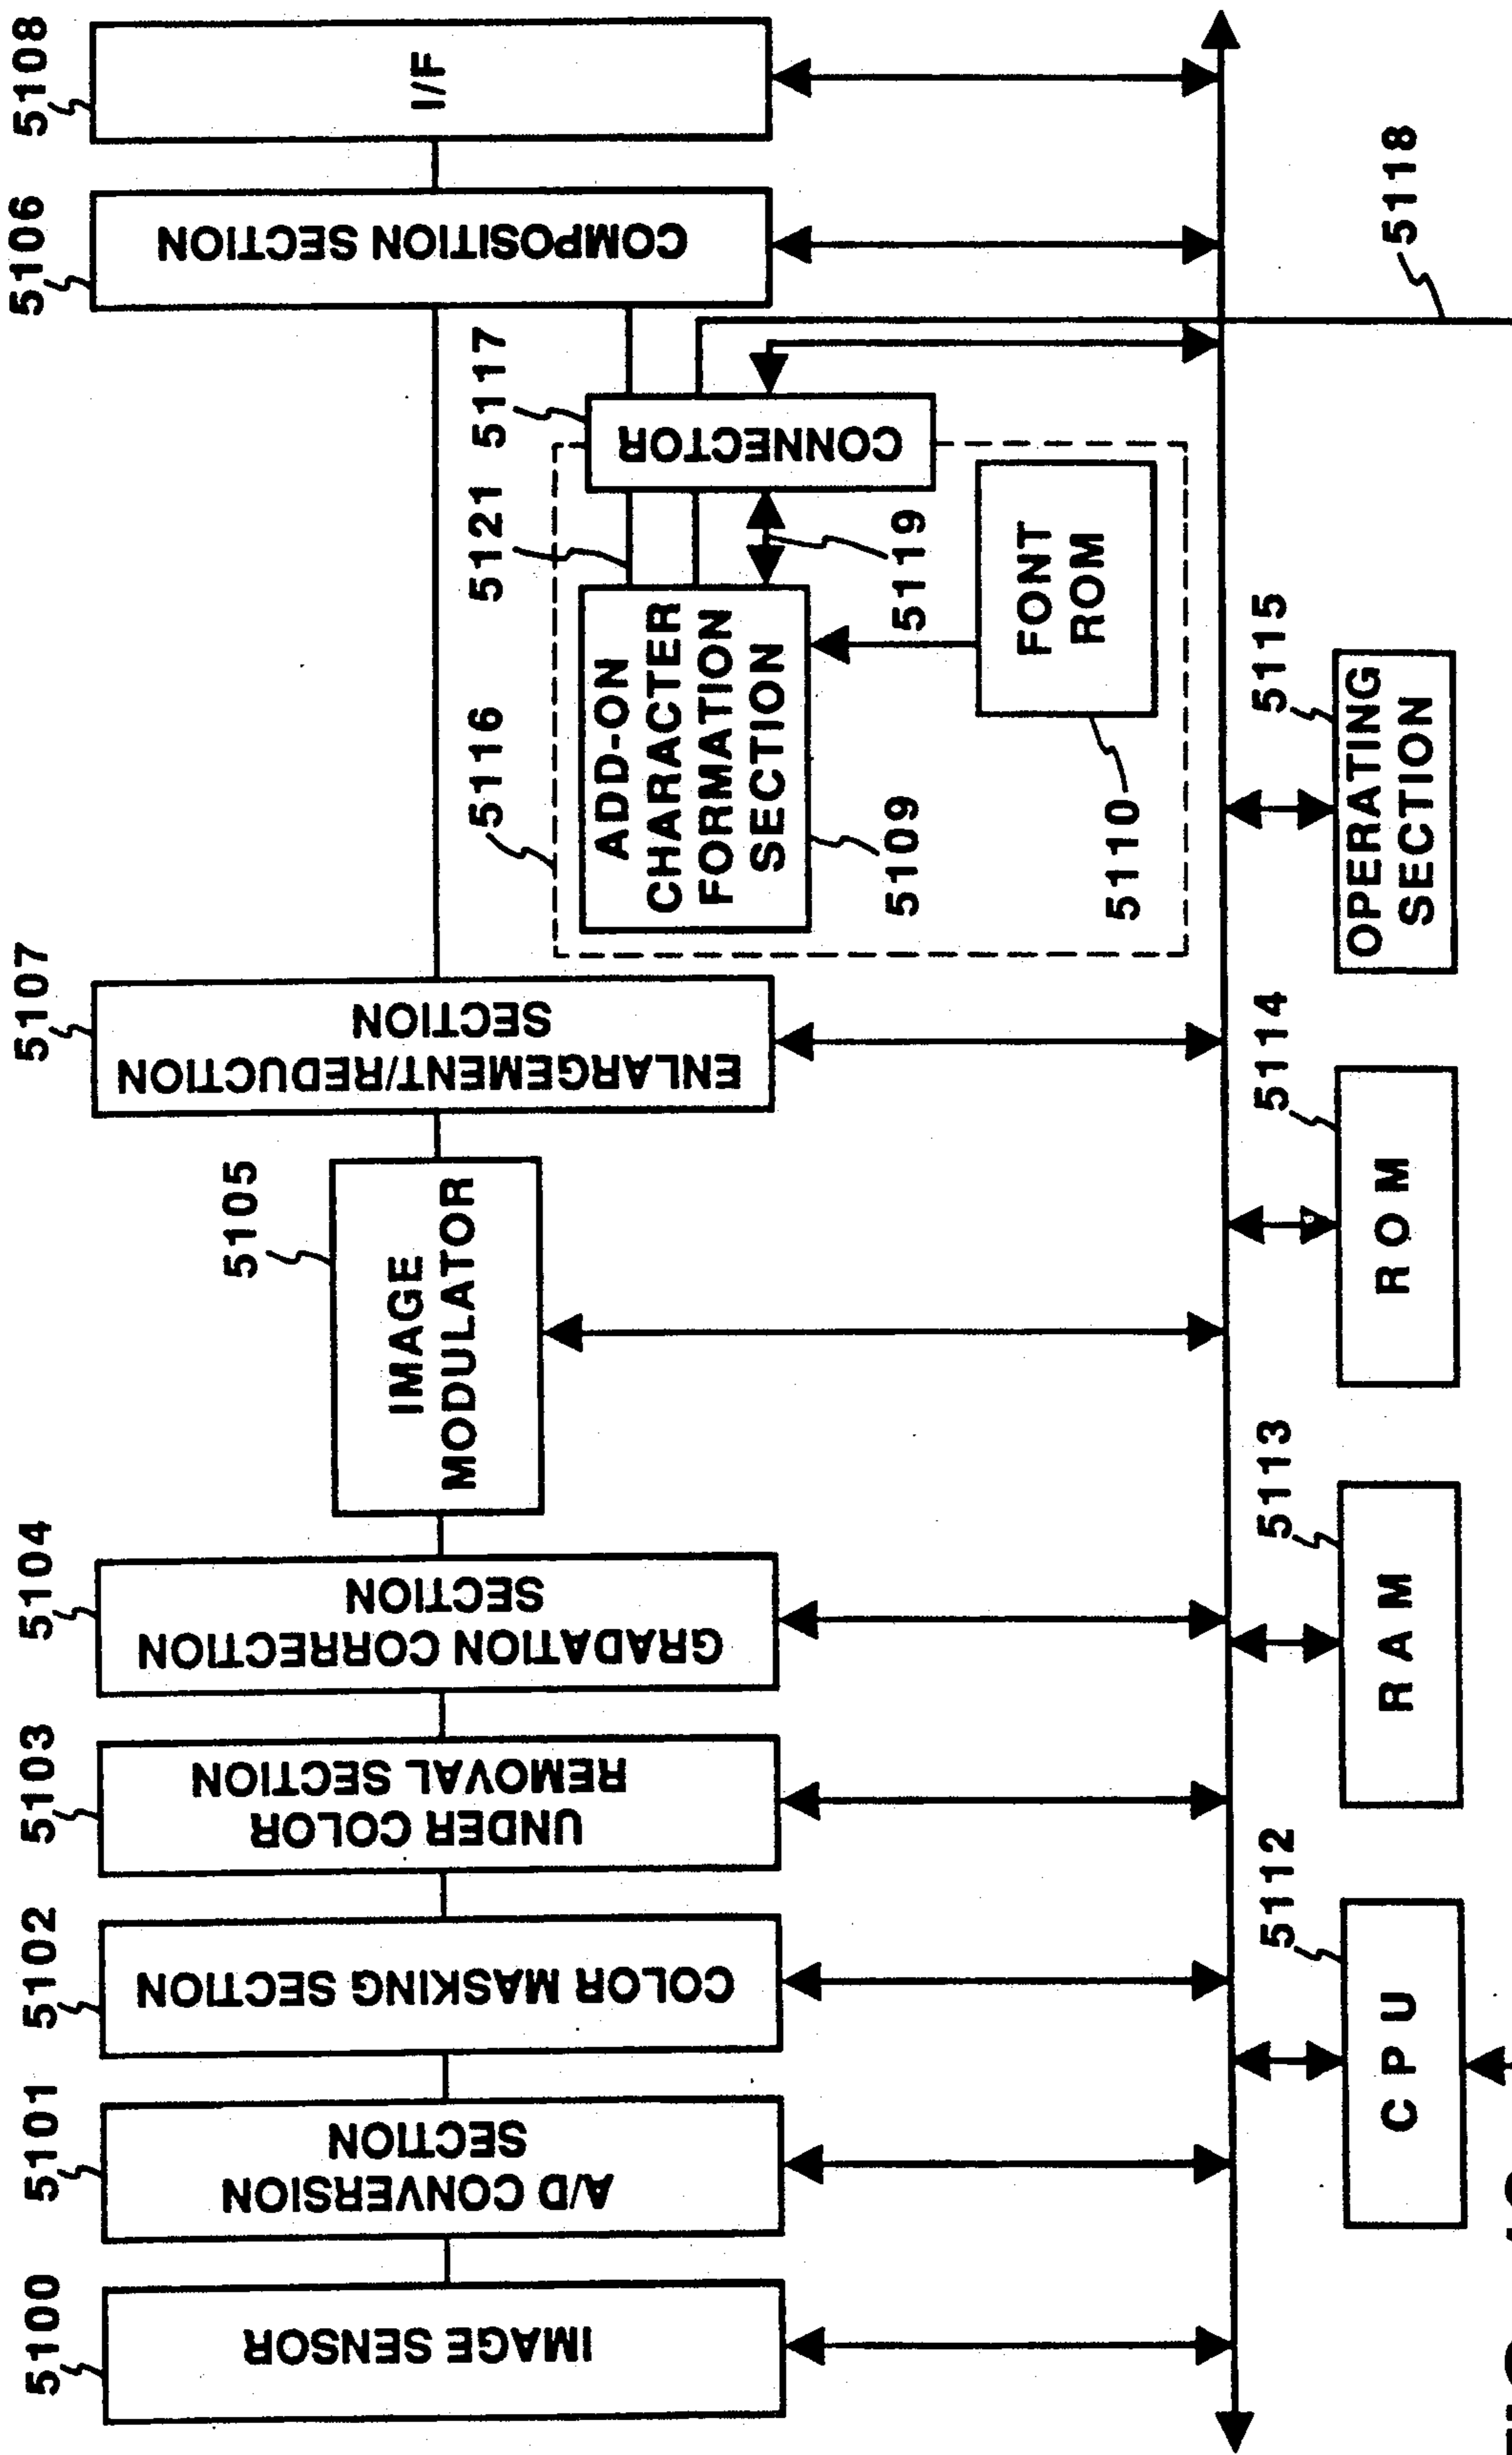 5100
5101
5102
5103
5104
5105
5107
5106
5108
IMAGE SENSOR
A/D CONVERSION
SECTION
COLOR MASKING SECTION
UNDER COLOR
REMOVAL SECTION
GRADATION CORRECTION
SECTION
IMAGE
MODULATOR
ENLARGEMENT/REDUCTION
SECTION
COMPOSITION SECTION
I/F
5116
5121
5117
ADD-ON
CHARACTER
FORMATION
SECTION
CONNECTOR
5109
5119
FONT
ROM
5110
5118
5112
5113
5114
5115
CPU
RAM
ROM
OPERATING
SECTION